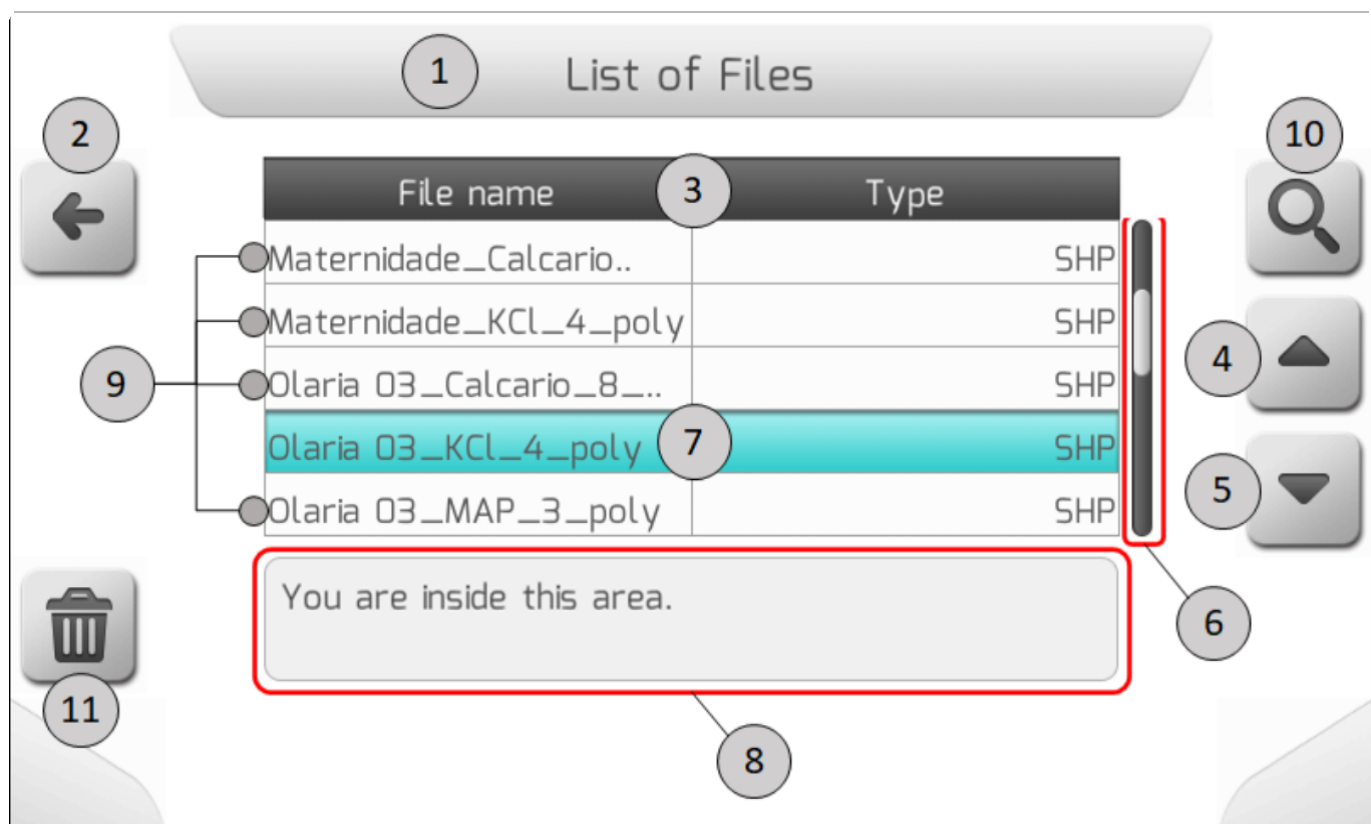 1 List of Files
2
10
File name 3 Type
Maternidade_Calcario.. SHP
Maternidade_KCl_4_poly SHP
4
9 Olaria 03_Calcario_8_.. SHP
Olaria 03_KCl_4_poly 7 SHP
5
Olaria 03_MAP_3_poly SHP
You are inside this area.
6
11
8